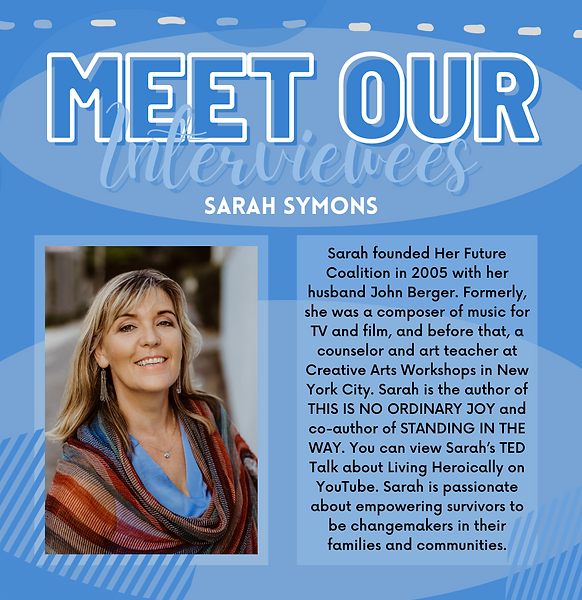 MEET OUR
Interviewees
SARAH SYMONS
Sarah founded Her Future
Coalition in 2005 with her
husband John Berger. Formerly,
she was a composer of music for
TV and film, and before that, a
counselor and art teacher at
Creative Arts Workshops in New
York City. Sarah is the author of
THIS IS NO ORDINARY JOY and
co-author of STANDING IN THE
WAY. You can view Sarah's TED
Talk about Living Heroically on
YouTube. Sarah is passionate
about empowering survivors to
be changemakers in their
families and communities.